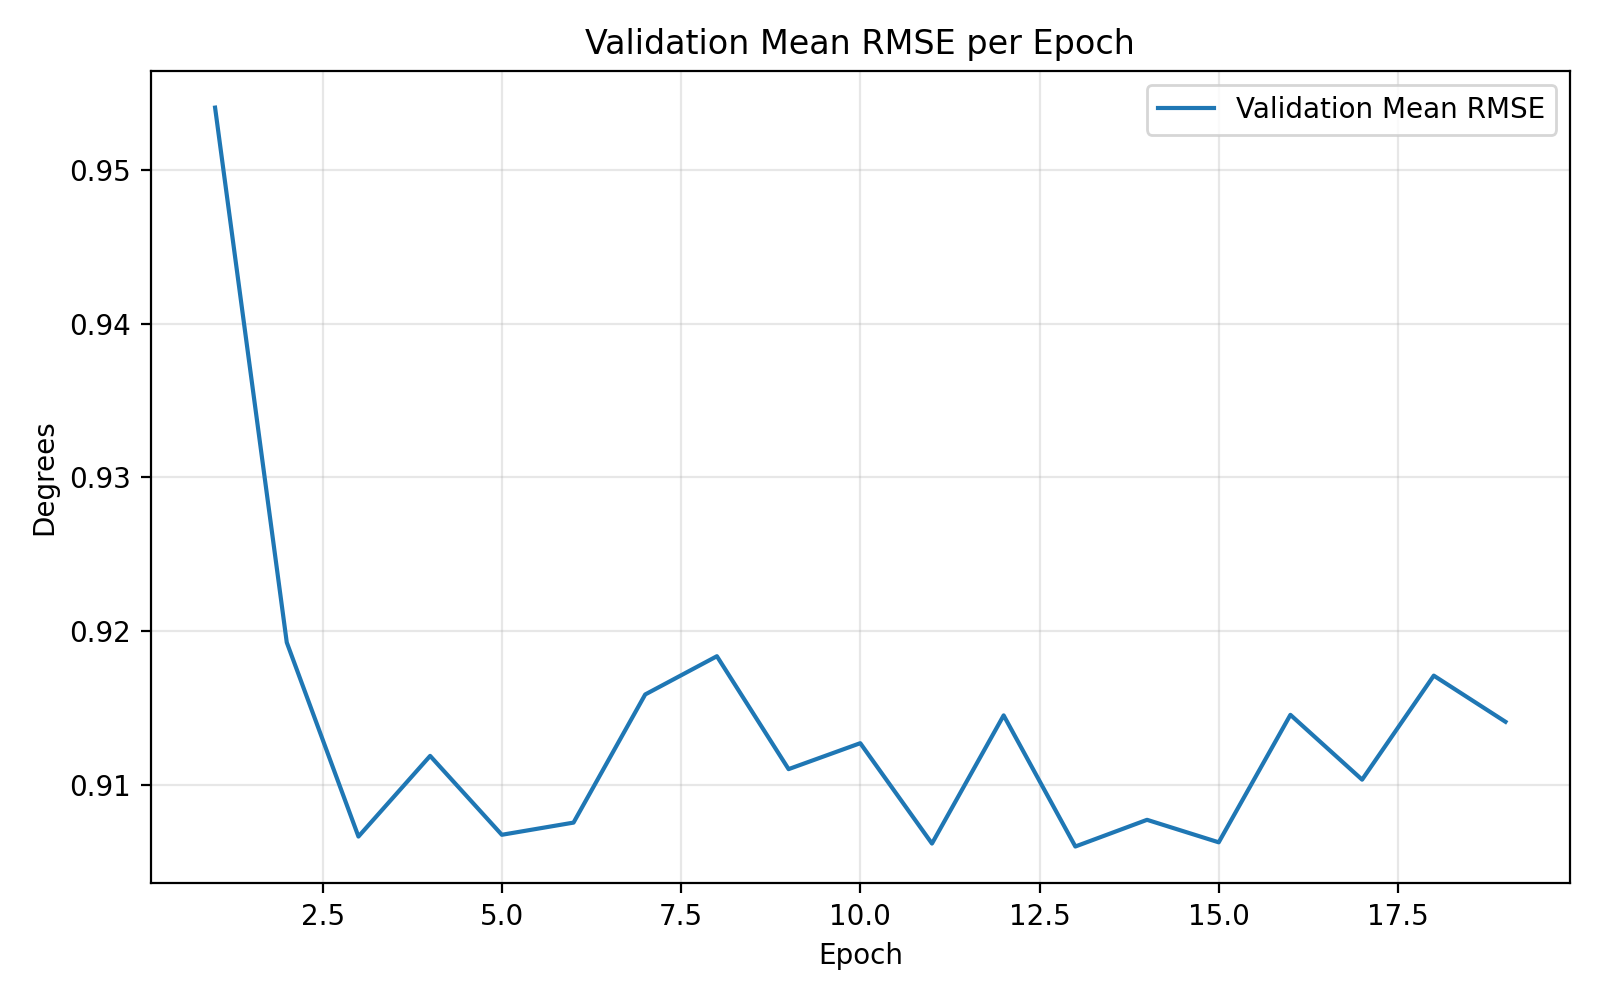 Validation Mean RMSE per Epoch
Validation Mean RMSE
0.95
0.94
0.93
0.92
0.91
Degrees
2.5 5.0 7.5 10.0 12.5 15.0 17.5
Epoch